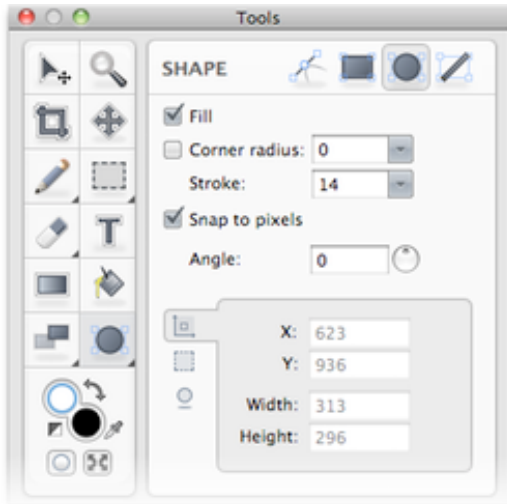 Tools
SHAPE
Fill
Corner radius: 0
Stroke: 14
Snap to pixels
Angle: 0
X: 623
Y: 936
Width: 313
Height: 296